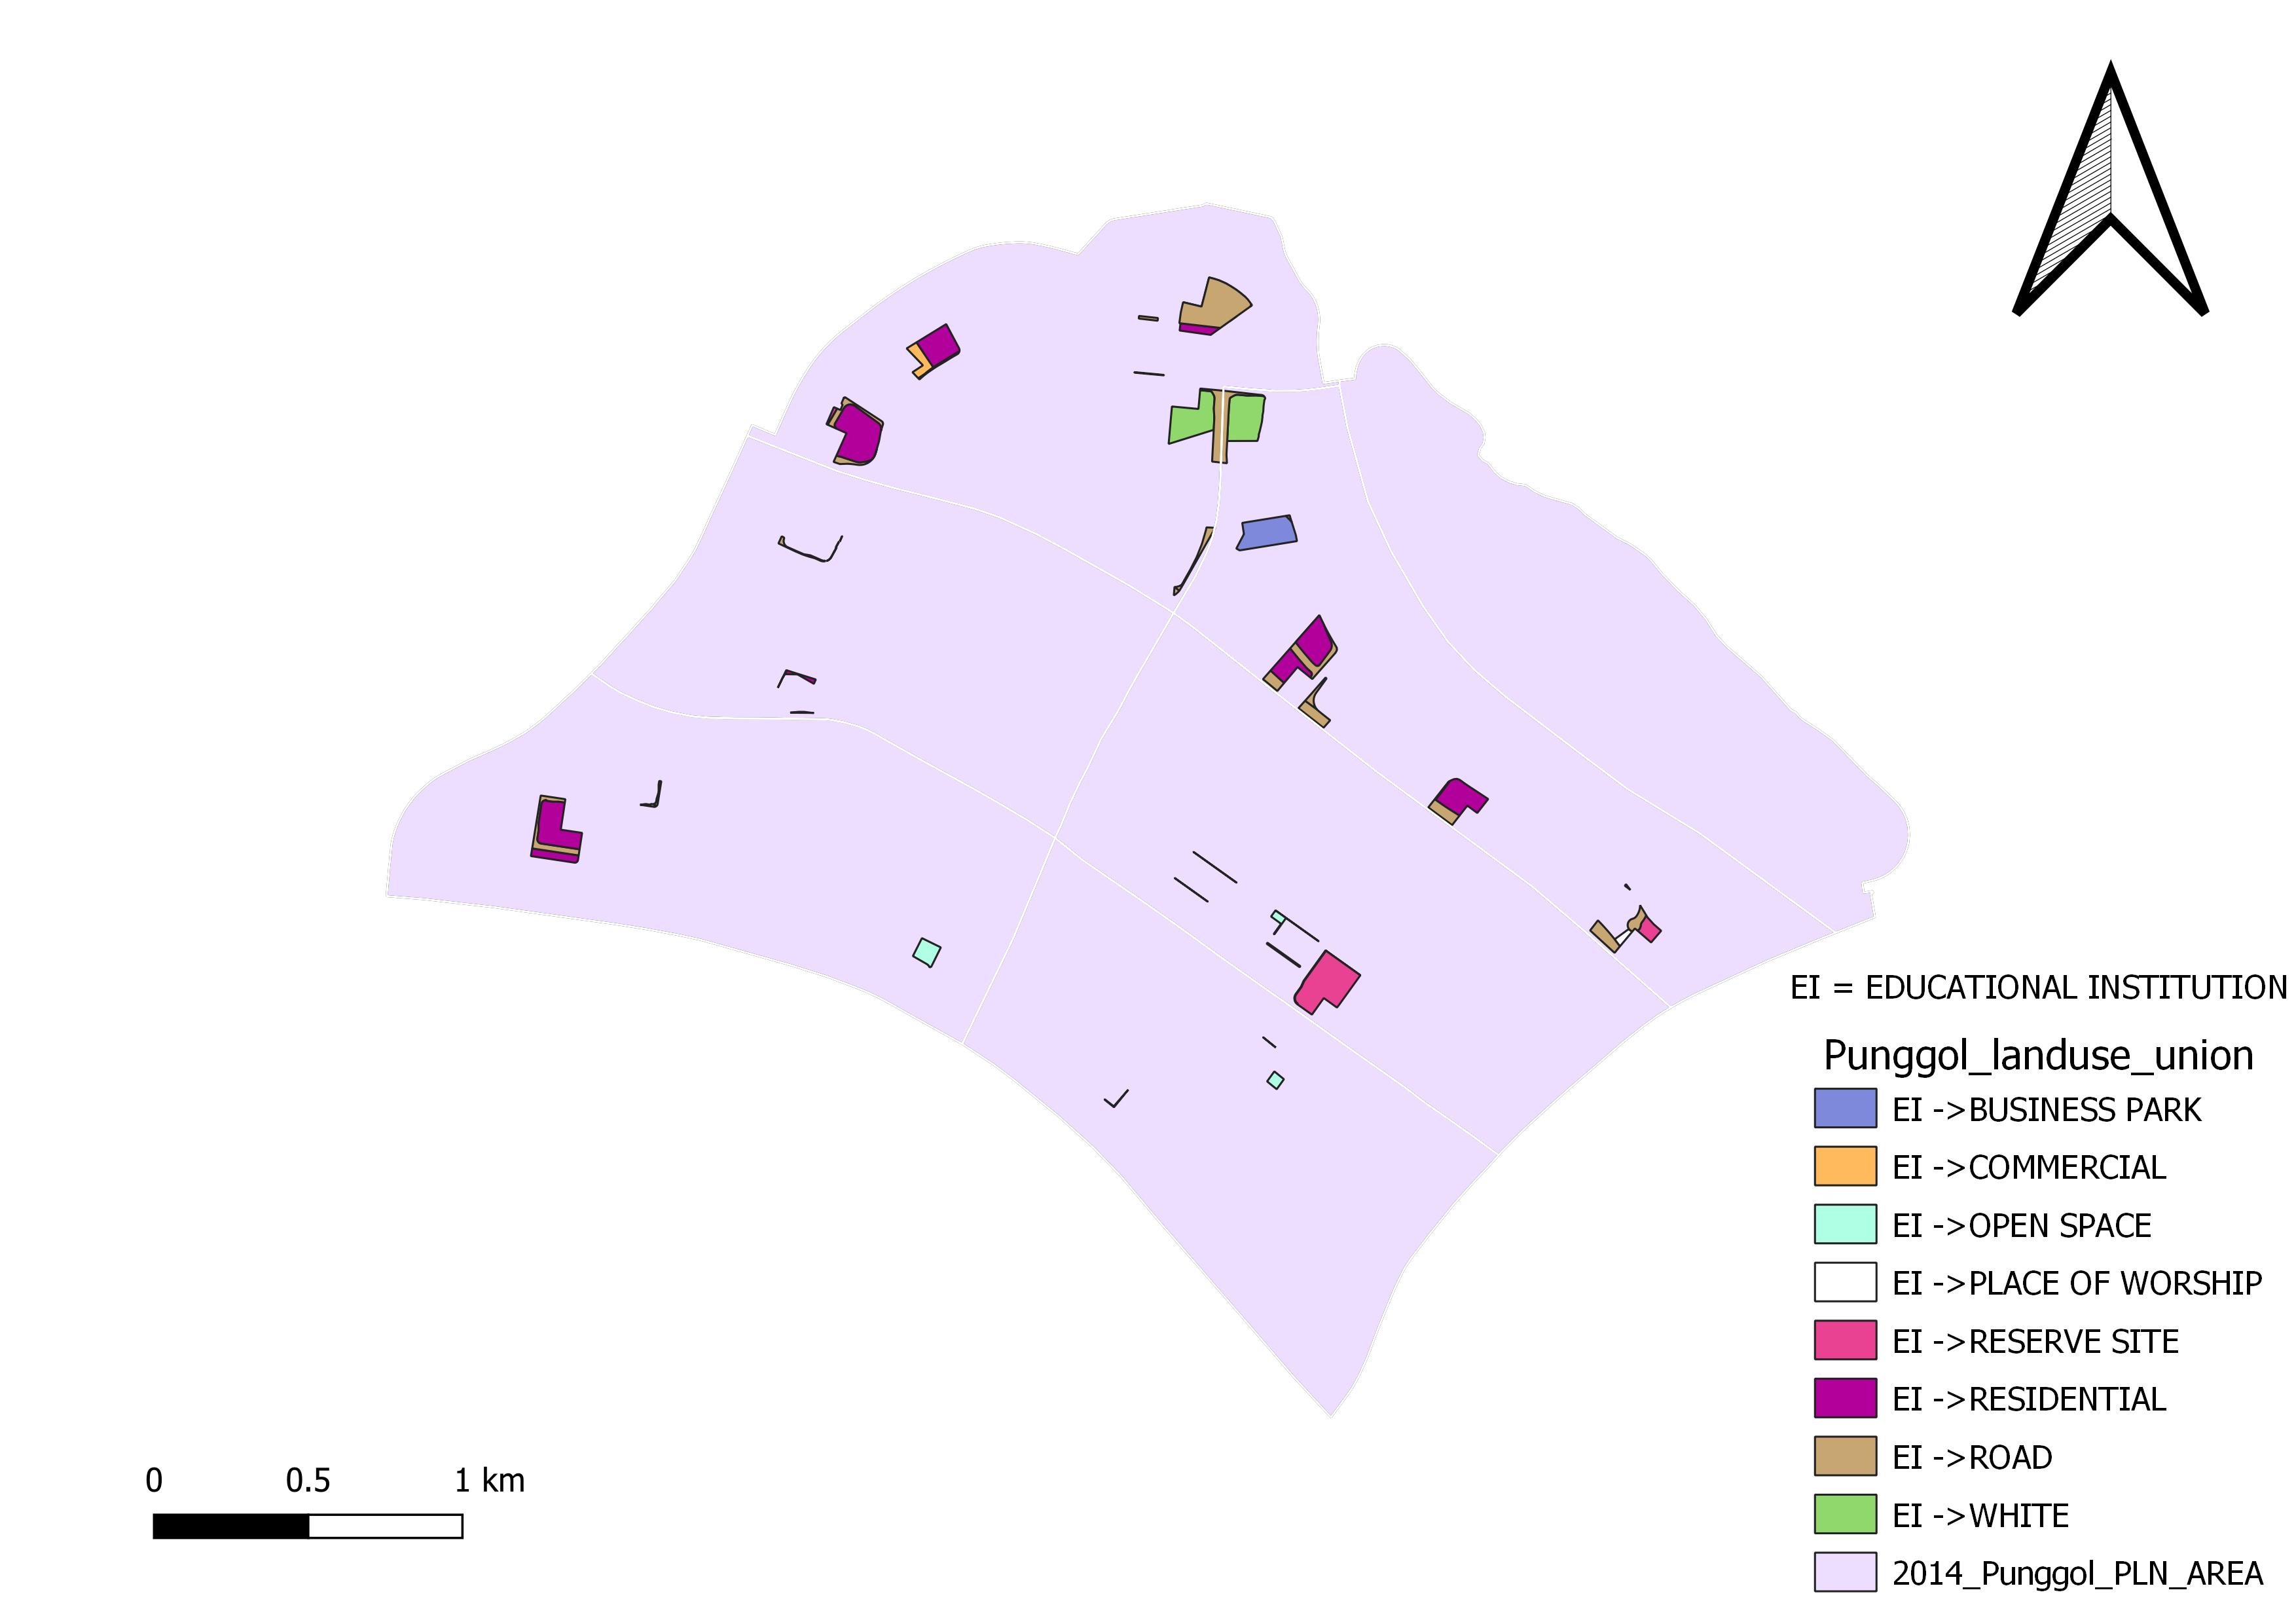 EI = EDUCATIONAL INSTITUTION
Punggol_landuse_union
EI ->BUSINESS PARK
EI ->COMMERCIAL
EI ->OPEN SPACE
EI ->PLACE OF WORSHIP
EI ->RESERVE SITE
EI ->RESIDENTIAL
EI ->ROAD
EI ->WHITE
2014_Punggol_PLN_AREA
0 0.5 1 km